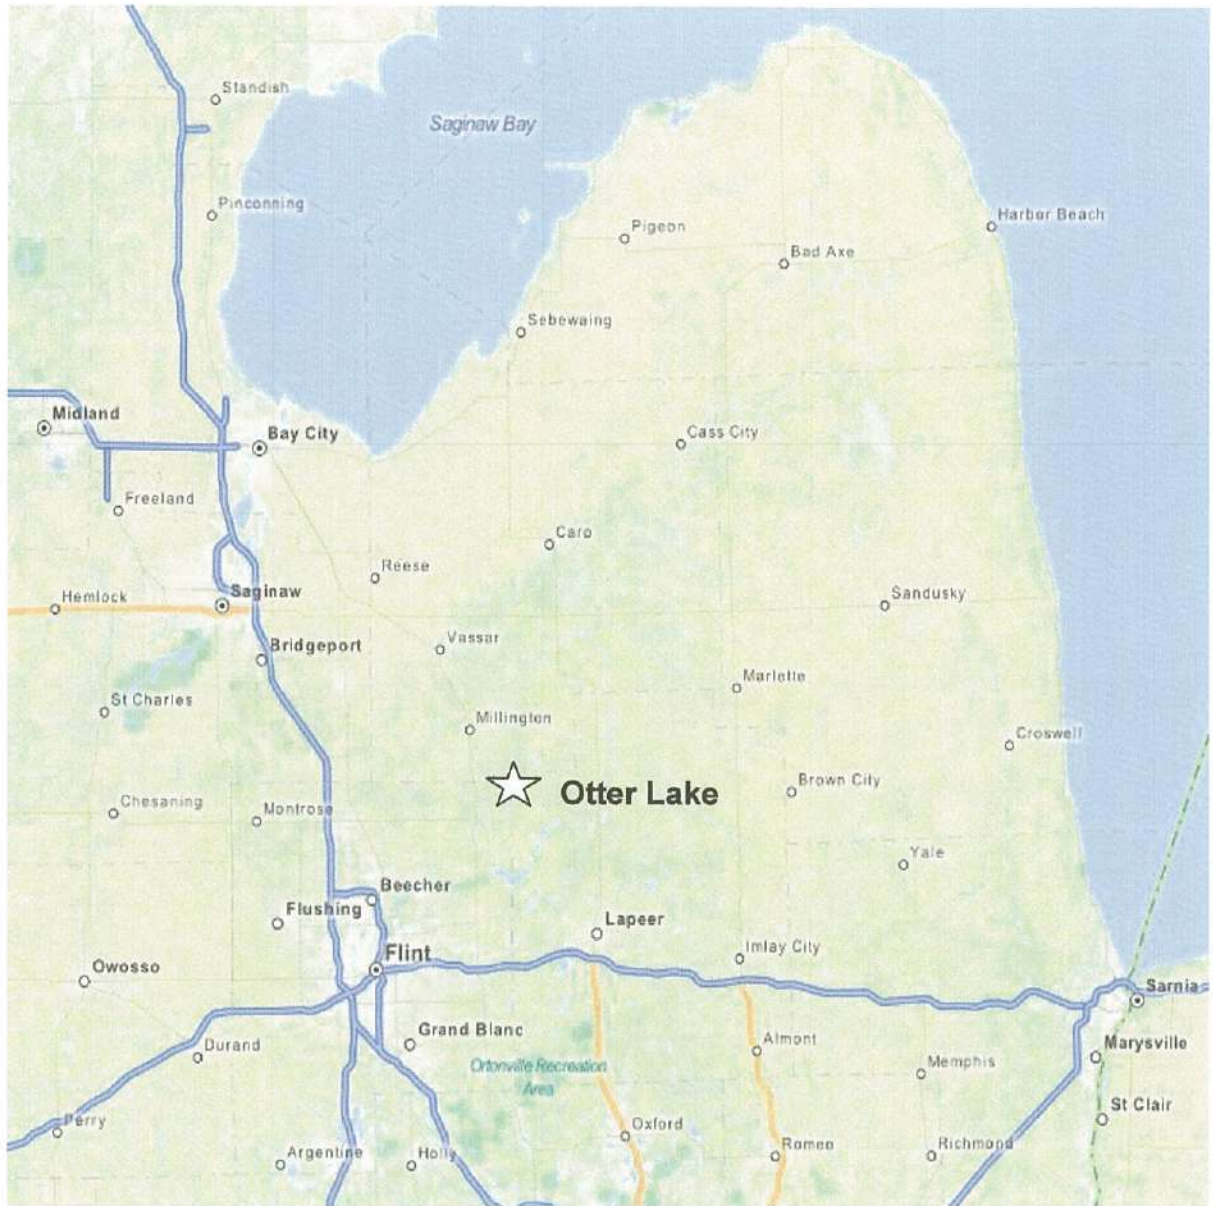 Standish
Saginaw Bay
Pinconning
Harbor Beach
Pigeon
Bad Axe
Sebewaing
Midland
Bay City
Cass City
Freeland
Caro
Reese
Hemlock
Saginaw
Sandusky
Vassar
Bridgeport
Marlette
St Charles
Millington
Croswell
Otter Lake
Brown City
Chesaning
Montrose
Yale
Beecher
Flushing
Lapeer
Imlay City
Flint
Owosso
Sarnia
Grand Blanc
Durand
Almont
Marysville
Ortonville Recreation
Area
Memphis
St Clair
Perry
Oxford
Argentine
Holly
Romeo
Richmond